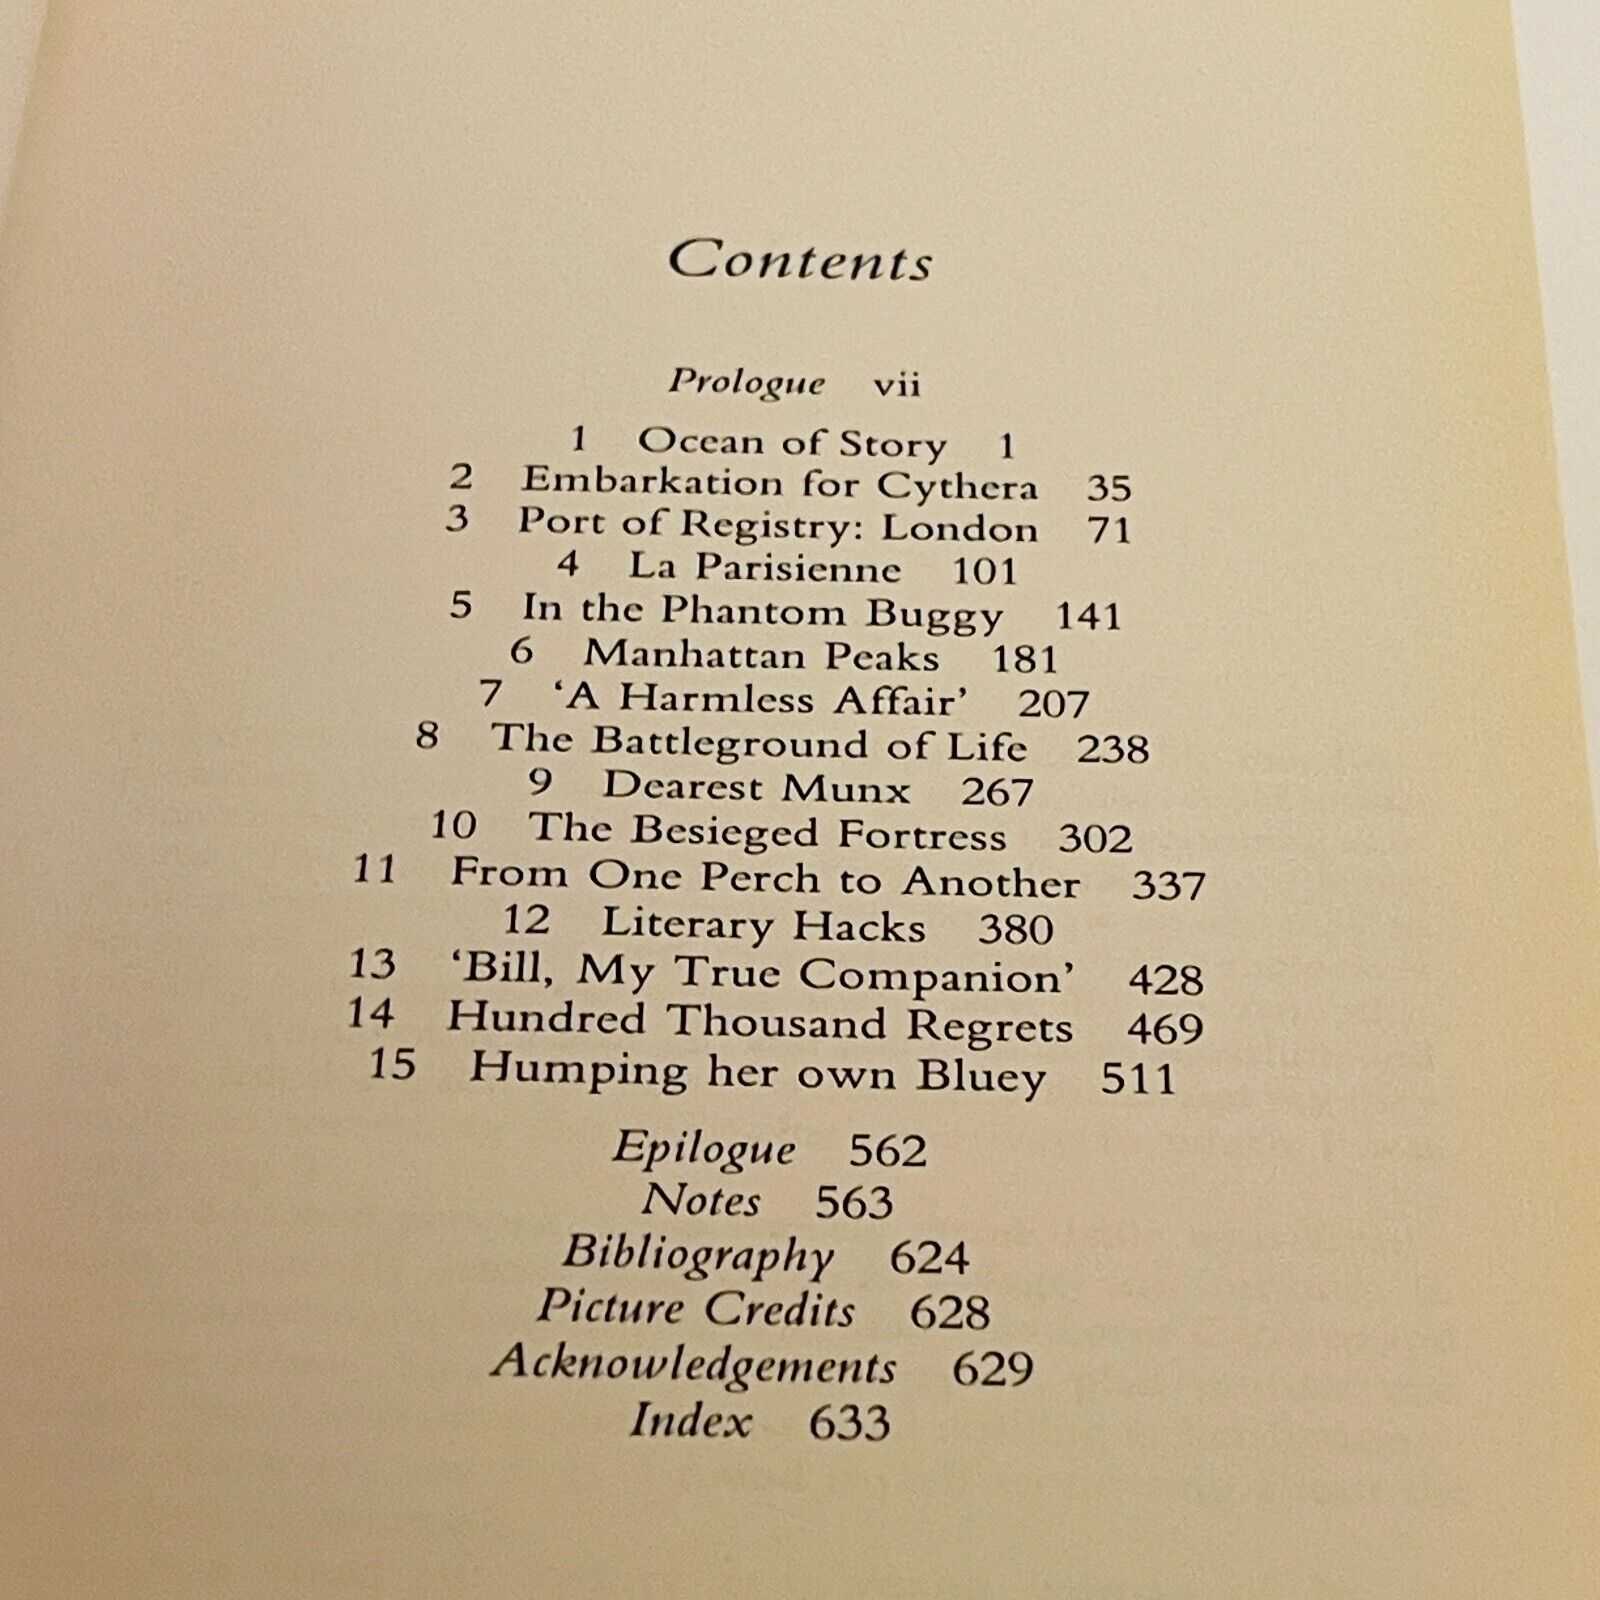 Contents
Prologue vii
1 Ocean of Story 1
2 Embarkation for Cythera 35
3 Port of Registry: London 71
4 La Parisienne 101
5 In the Phantom Buggy 141
6 Manhattan Peaks 181
7 ‘A Harmless Affair’ 207
8 The Battleground of Life 238
9 Dearest Munx 267
10 The Besieged Fortress 302
11 From One Perch to Another 337
12 Literary Hacks 380
13 ‘Bill, My True Companion’ 428
14 Hundred Thousand Regrets 469
15 Humping her own Bluey 511
Epilogue 562
Notes 563
Bibliography 624
Picture Credits 628
Acknowledgements 629
Index 633